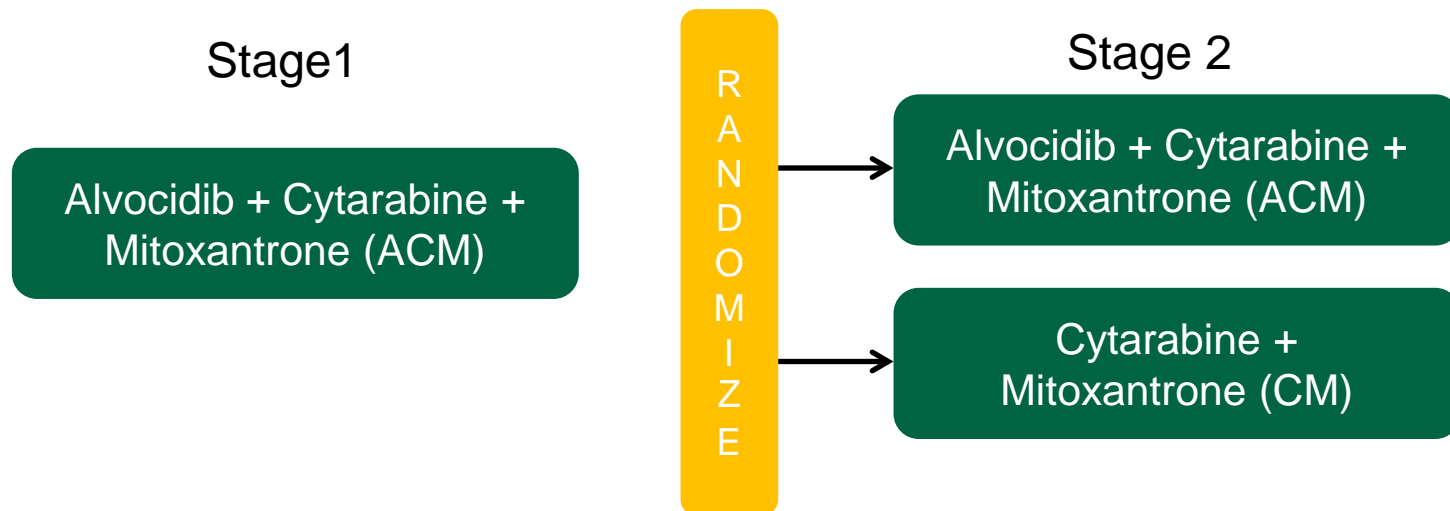 Stage1
Alvocidib + Cytarabine +
Mitoxantrone (ACM)
R
A
N
D
O
M
I
Z
E
Stage 2
Alvocidib + Cytarabine +
Mitoxantrone (ACM)
Cytarabine +
Mitoxantrone (CM)